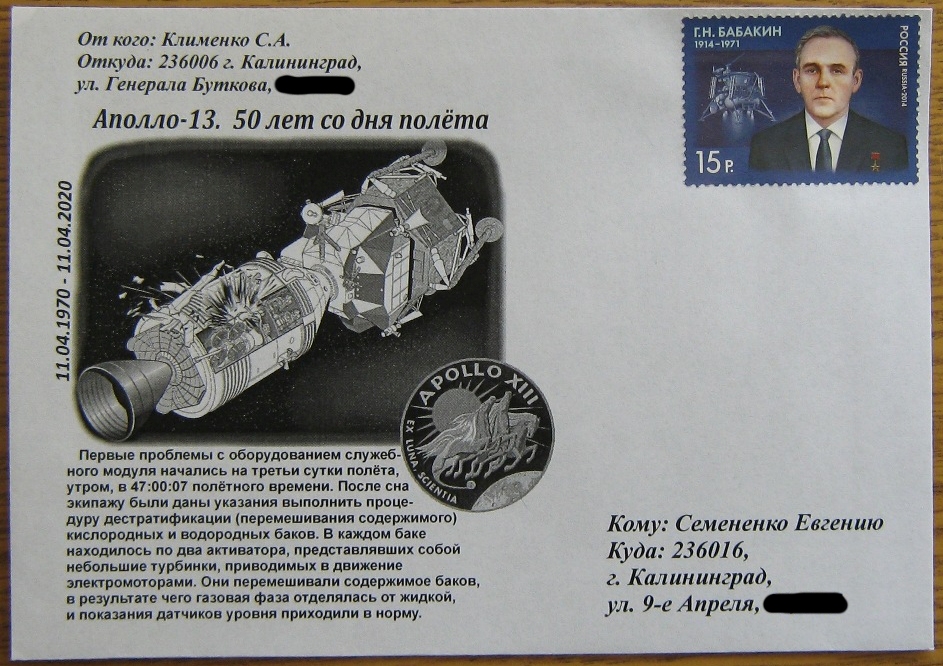 От кого: Клименко С.А.
Откуда: 236006 г. Калининград,
ул. Генерала Буткова,
Аполло-13. 50 лет со дня полёта
11.04.1970 - 11.04.2020
Г.Н. БАБАКИН
1914–1971
РОССИЯ RUSSIA•2014
15 Р.
APOLLO XIII
EX LUNA, SCIENTIA
Первые проблемы с оборудованием служеб-
ного модуля начались на третьи сутки полёта,
утром, в 47:00:07 полётного времени. После сна
экипажу были даны указания выполнить проце-
дуру дестратификации (перемешивания содержимого)
кислородных и водородных баков. В каждом баке
находилось по два активатора, представлявших собой
небольшие турбинки, приводимых в движение
электромоторами. Они перемешивали содержимое баков,
в результате чего газовая фаза отделялась от жидкой,
и показания датчиков уровня приходили в норму.
Кому: Семененко Евгению
Куда: 236016,
г. Калининград,
ул. 9-е Апреля,